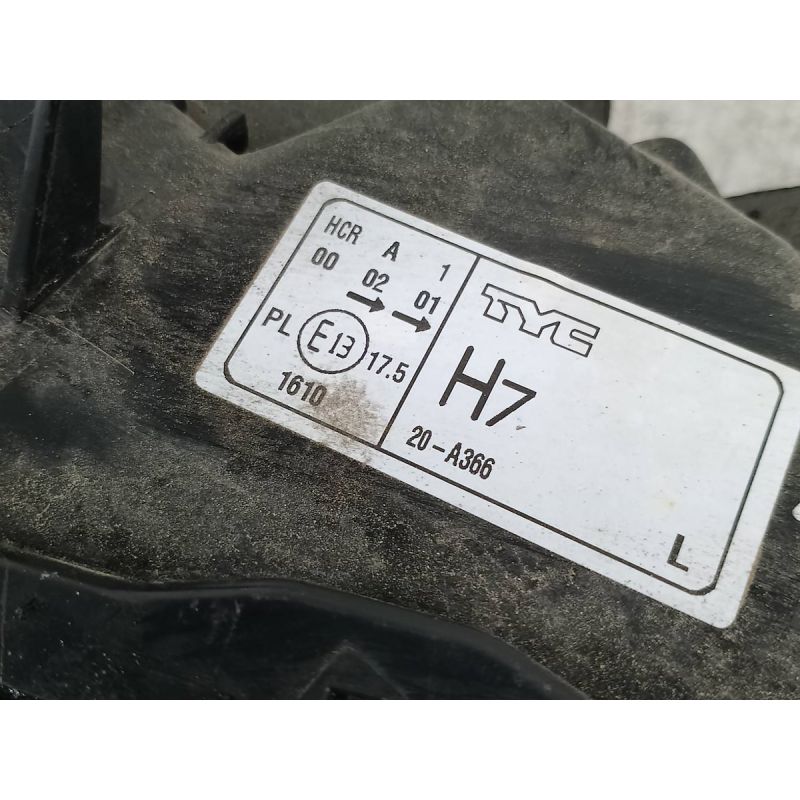 HCR A 1
00 02 01
PL E13 17.5
1610
TYC
H7
20-A366
L